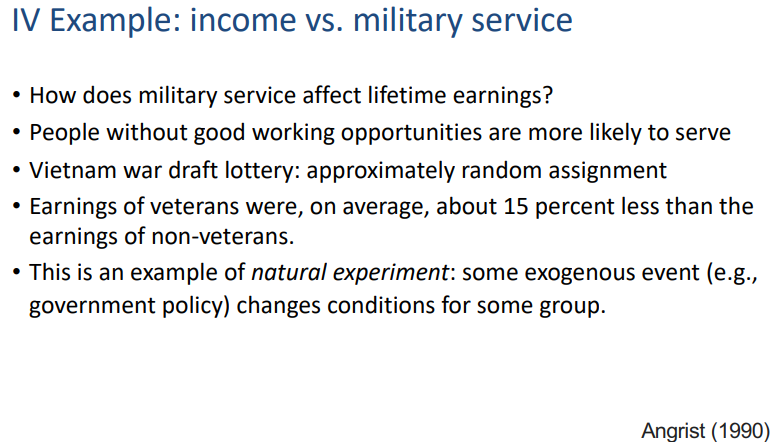 IV Example: income vs. military service
• How does military service affect lifetime earnings?
• People without good working opportunities are more likely to serve
• Vietnam war draft lottery: approximately random assignment
• Earnings of veterans were, on average, about 15 percent less than the
earnings of non-veterans.
• This is an example of natural experiment: some exogenous event (e.g.,
government policy) changes conditions for some group.
Angrist (1990)